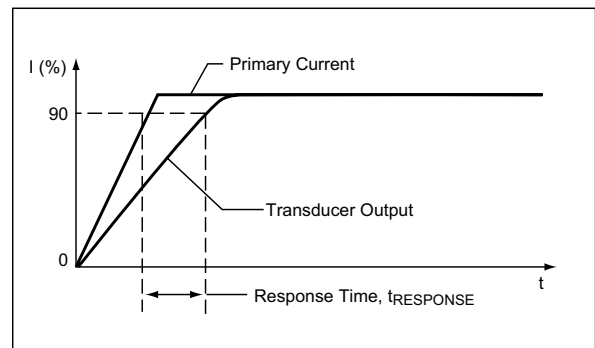 I (%)
Primary Current
90
Transducer Output
0
t
Response Time, tRESPONSE